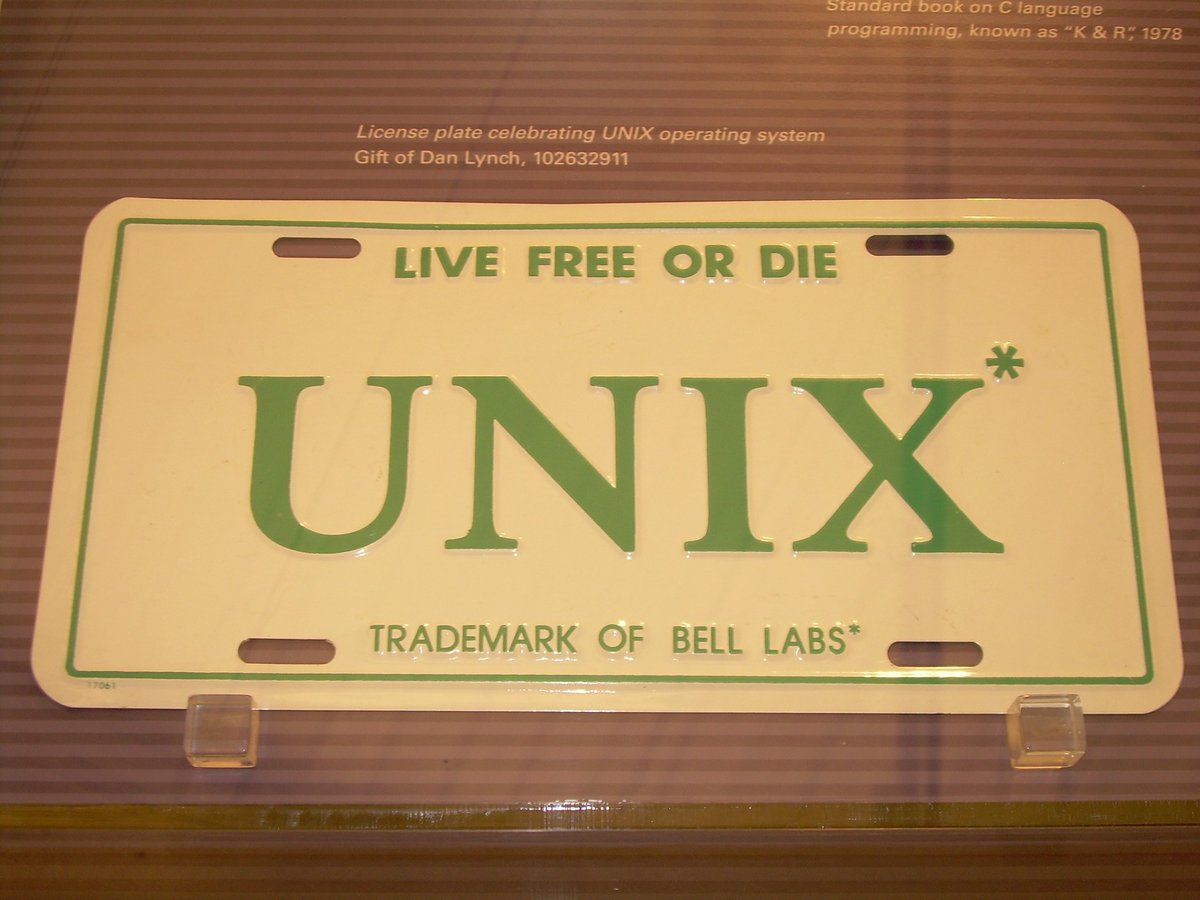 Standard book on C language
programming, known as “K & R”, 1978
License plate celebrating UNIX operating system
Gift of Dan Lynch, 102632911
LIVE FREE OR DIE
UNIX*
TRADEMARK OF BELL LABS*
17061